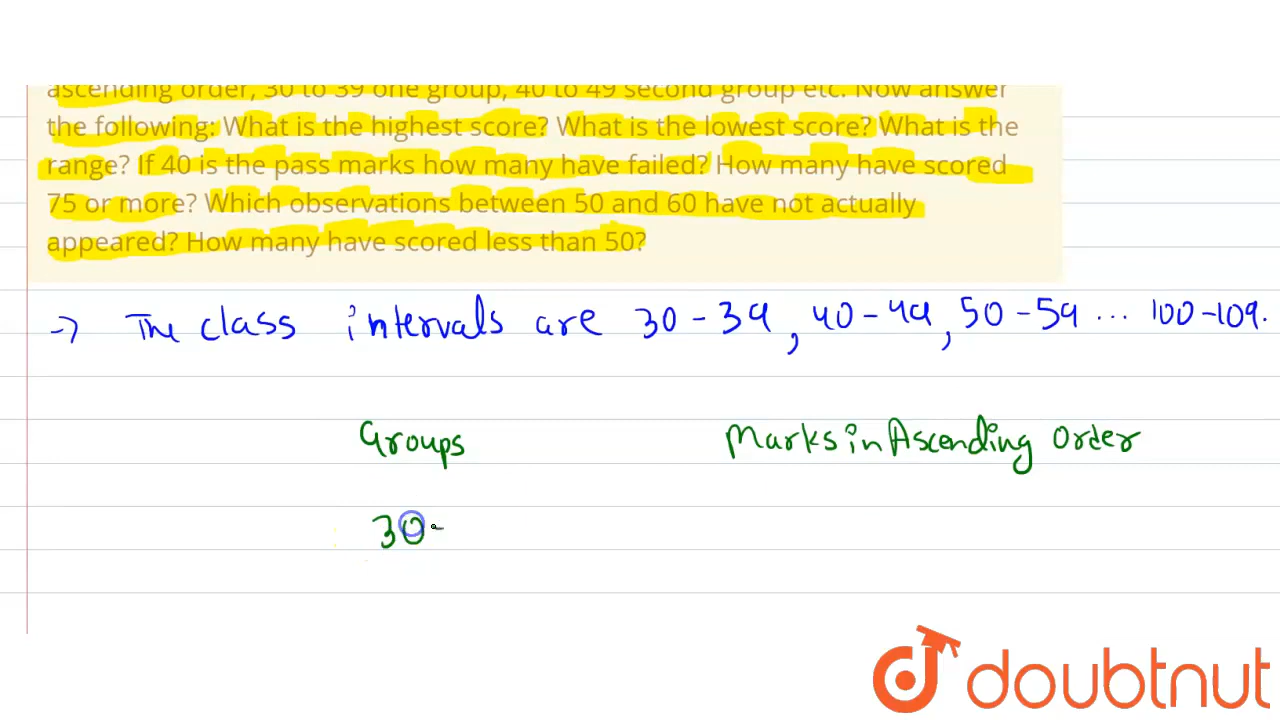 ascending order, 30 to 39 one group, 40 to 49 second group etc. Now answer
the following: What is the highest score? What is the lowest score? What is the
range? If 40 is the pass marks how many have failed? How many have scored
75 or more? Which observations between 50 and 60 have not actually
appeared? How many have scored less than 50?
→ The class intervals are 30-39, 40-49, 50-59 ... 100-109.
Groups Marks in Ascending Order
30-
doubtnut